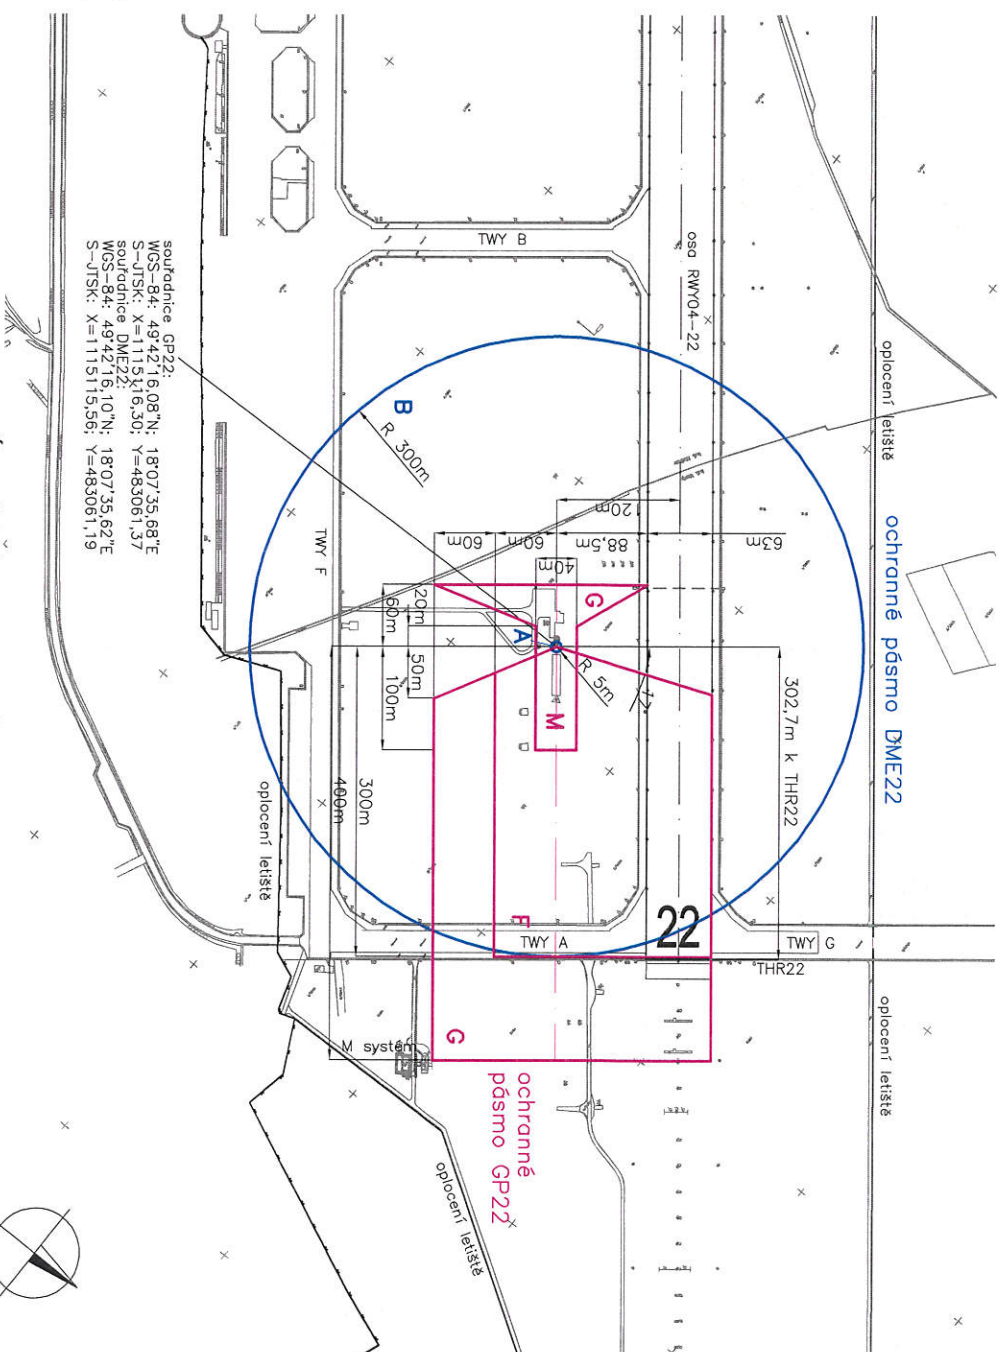 ochranné pásmo DME22
oplocení letiště
osa RWY04-22
TWY B
63m
120m
88,5m
60m
60m
40m
B
R 300m
TWY F
G
20m
60m
A
50m
100m
R 5m
M
302,7m k THR22
300m
400m
F
22
TWY A
TWY G
THR22
G
M systém
oplocení letiště
oplocení letiště
oplocení letiště
ochranné
pásmo GP22
souřadnice GP22:
WGS-84: 49°42'16,08"N; 18°07'35,68"E
S-JTSK: X=1115116,30; Y=483061,37
souřadnice DME22:
WGS-84: 49°42'16,10"N; 18°07'35,62"E
S-JTSK: X=1115115,56; Y=483061,19